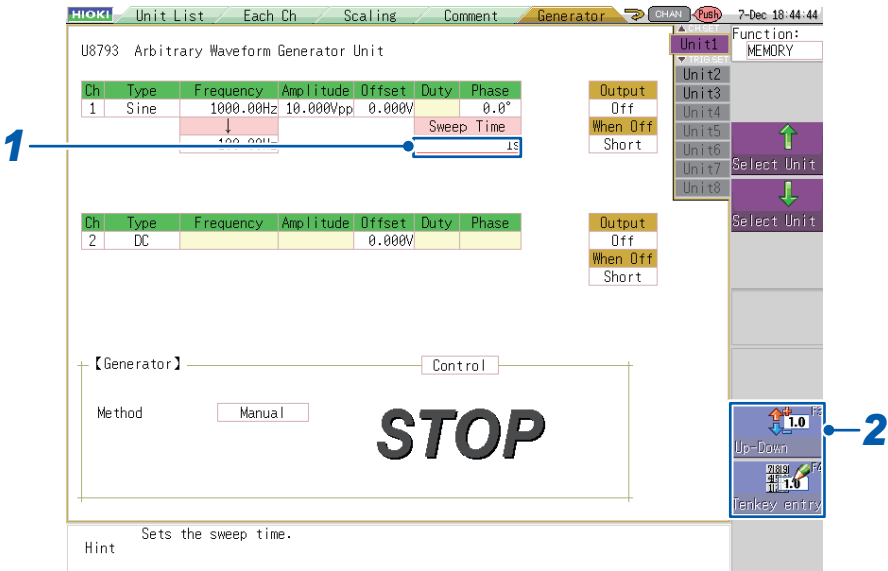 HIOKI Unit List Each Ch Scaling Comment Generator CHAN Push 7-Dec 18:44:44
CH.SET
Function:
MEMORY
Unit1
TRIG.SET
Unit2
Unit3
Unit4
Unit5
Unit6
Unit7
Unit8
U8793 Arbitrary Waveform Generator Unit
Ch Type Frequency Amplitude Offset Duty Phase
1 Sine 1000.00Hz 10.000Vpp 0.000V 0.0°
↓ Sweep Time
1s
Output
Off
When Off
Short
1
Select Unit
Select Unit
Ch Type Frequency Amplitude Offset Duty Phase
2 DC 0.000V
Output
Off
When Off
Short
【Generator】 Control
Method Manual
STOP
1.0
Up-Down
2
1.0
Tenkey entry
Sets the sweep time.
Hint